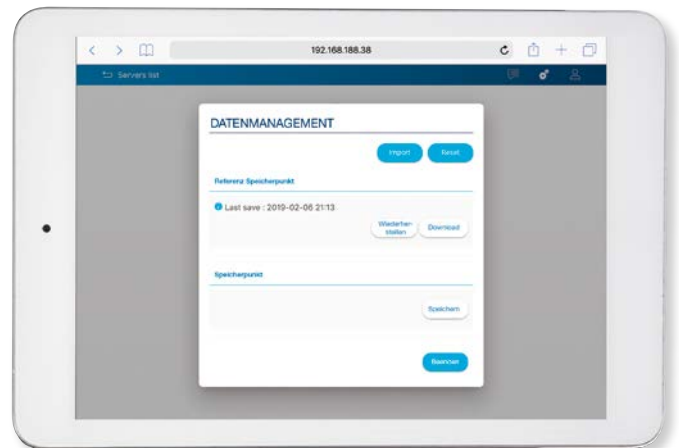 192.168.188.38
Servers list
DATENMANAGEMENT
Import
Reset
Referenz Speicherpunkt
Last save : 2019-02-06 21:13
Wiederher-
stellen
Download
Speicherpunkt
Speichern
Beenden